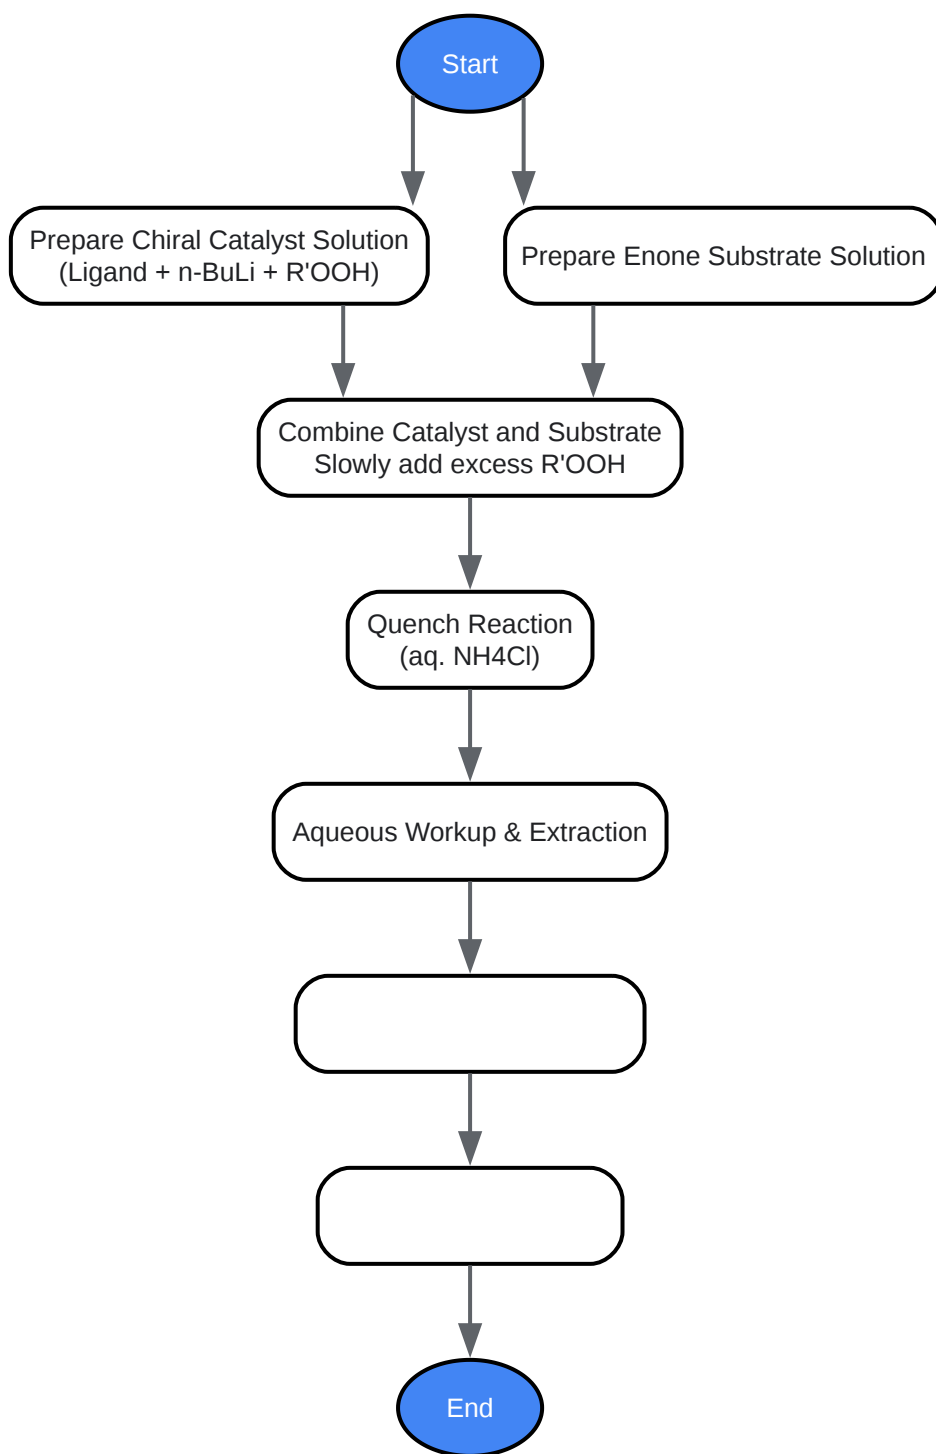 Start
Prepare Chiral Catalyst Solution
(Ligand + n-BuLi + R'OOH)
Prepare Enone Substrate Solution
Combine Catalyst and Substrate
Slowly add excess R'OOH
Quench Reaction
(aq. NH4Cl)
Aqueous Workup & Extraction
End